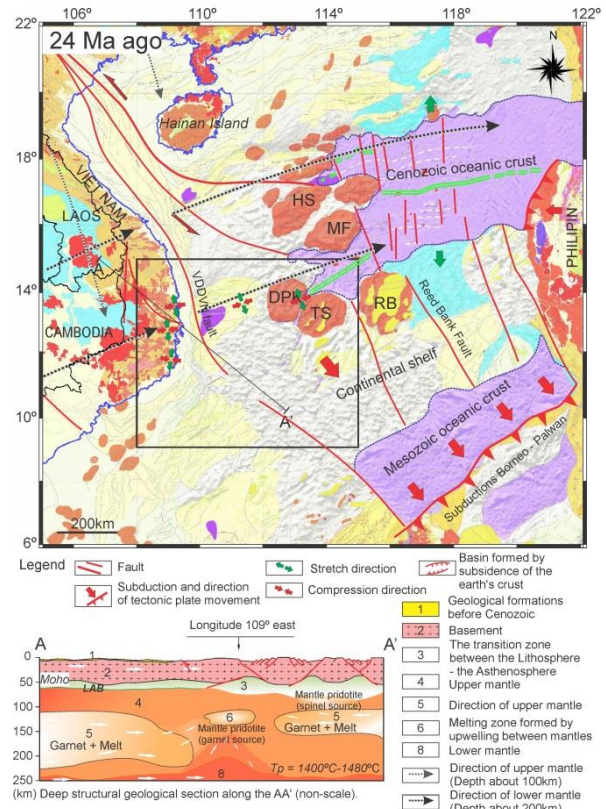 106° 110° 114° 118° 122°
24 Ma ago
N
22°
Hainan Island
18°
Cenozoic oceanic crust
HS
MF
VIET NAM
LAOS
PHILIPIN
14°
VDDVN fault
DPK
TS
RB
Reed Bank Fault
CAMBODIA
Continental shelf
10°
A'
Mesozoic oceanic crust
Subductions Borneo - Palwan
200km
6°
Legend
Fault
Stretch direction
Basin formed by
subsidence of the
earth's crust
Subduction and direction
of tectonic plate movement
Compression direction
1 Geological formations
before Cenozoic
2 Basement
3 The transition zone
between the Lithosphere
- the Asthenosphere
4 Upper mantle
5 Direction of upper mantle
6 Melting zone formed by
upwelling between mantles
8 Lower mantle
Direction of upper mantle
(Depth about 100km)
Direction of lower mantle
(Depth about 200km)
Longitude 109° east
A A'
0
1
2
50
Moho
LAB
3
100
4
Mantle pridotite
(spinel source)
150
5
Garnet + Melt
6
Mantle pridotite
(garnet source)
5
Garnet + Melt
200
250
8
Tp = 1400°C-1480°C
(km) Deep structural geological section along the AA' (non-scale).